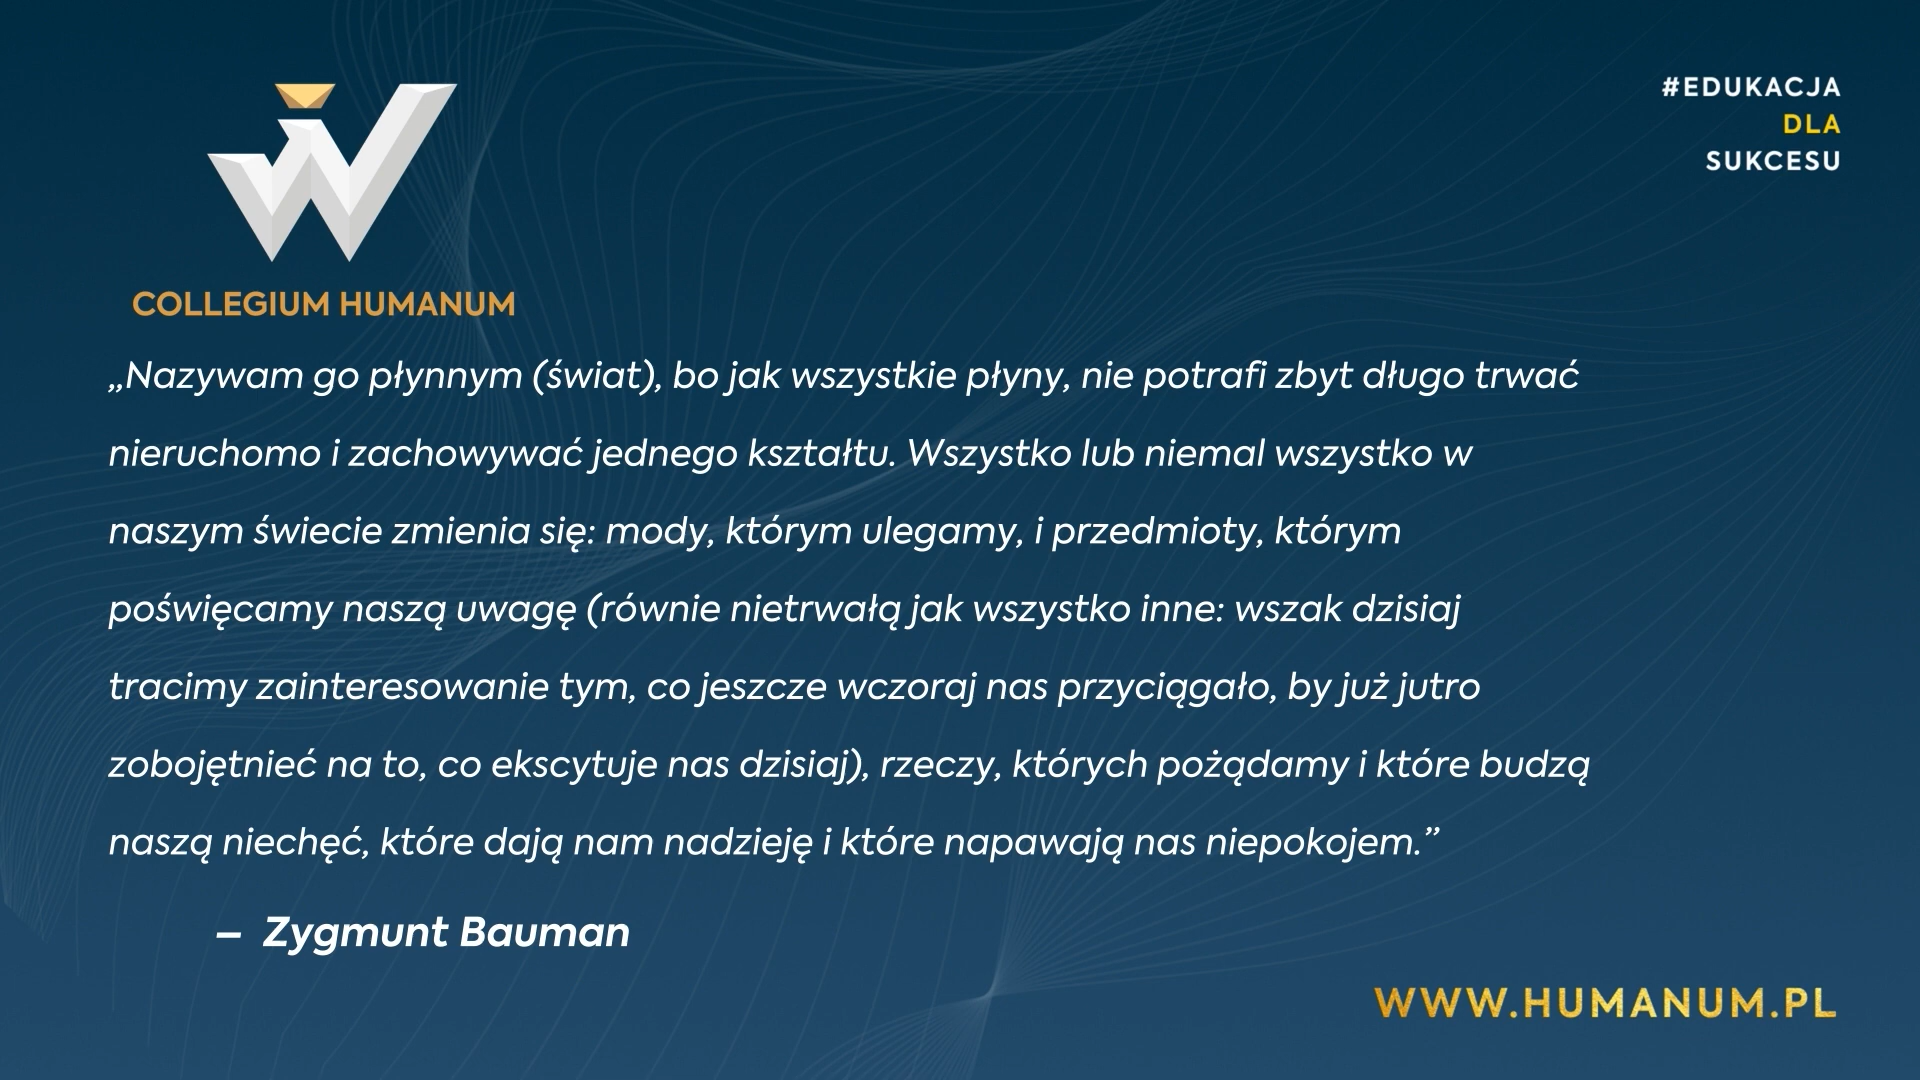 #EDUKACJA
DLA
SUKCESU
COLLEGIUM HUMANUM
„Nazywam go płynnym (świat), bo jak wszystkie płyny, nie potrafi zbyt długo trwać
nieruchomo i zachowywać jednego kształtu. Wszystko lub niemal wszystko w
naszym świecie zmienia się: mody, którym ulegamy, i przedmioty, którym
poświęcamy naszą uwagę (równie nietrwałą jak wszystko inne: wszak dzisiaj
tracimy zainteresowanie tym, co jeszcze wczoraj nas przyciągało, by już jutro
zobojętnieć na to, co ekscytuje nas dzisiaj), rzeczy, których pożądamy i które budzą
naszą niechęć, które dają nam nadzieję i które napawają nas niepokojem.”
– Zygmunt Bauman
WWW.HUMANUM.PL